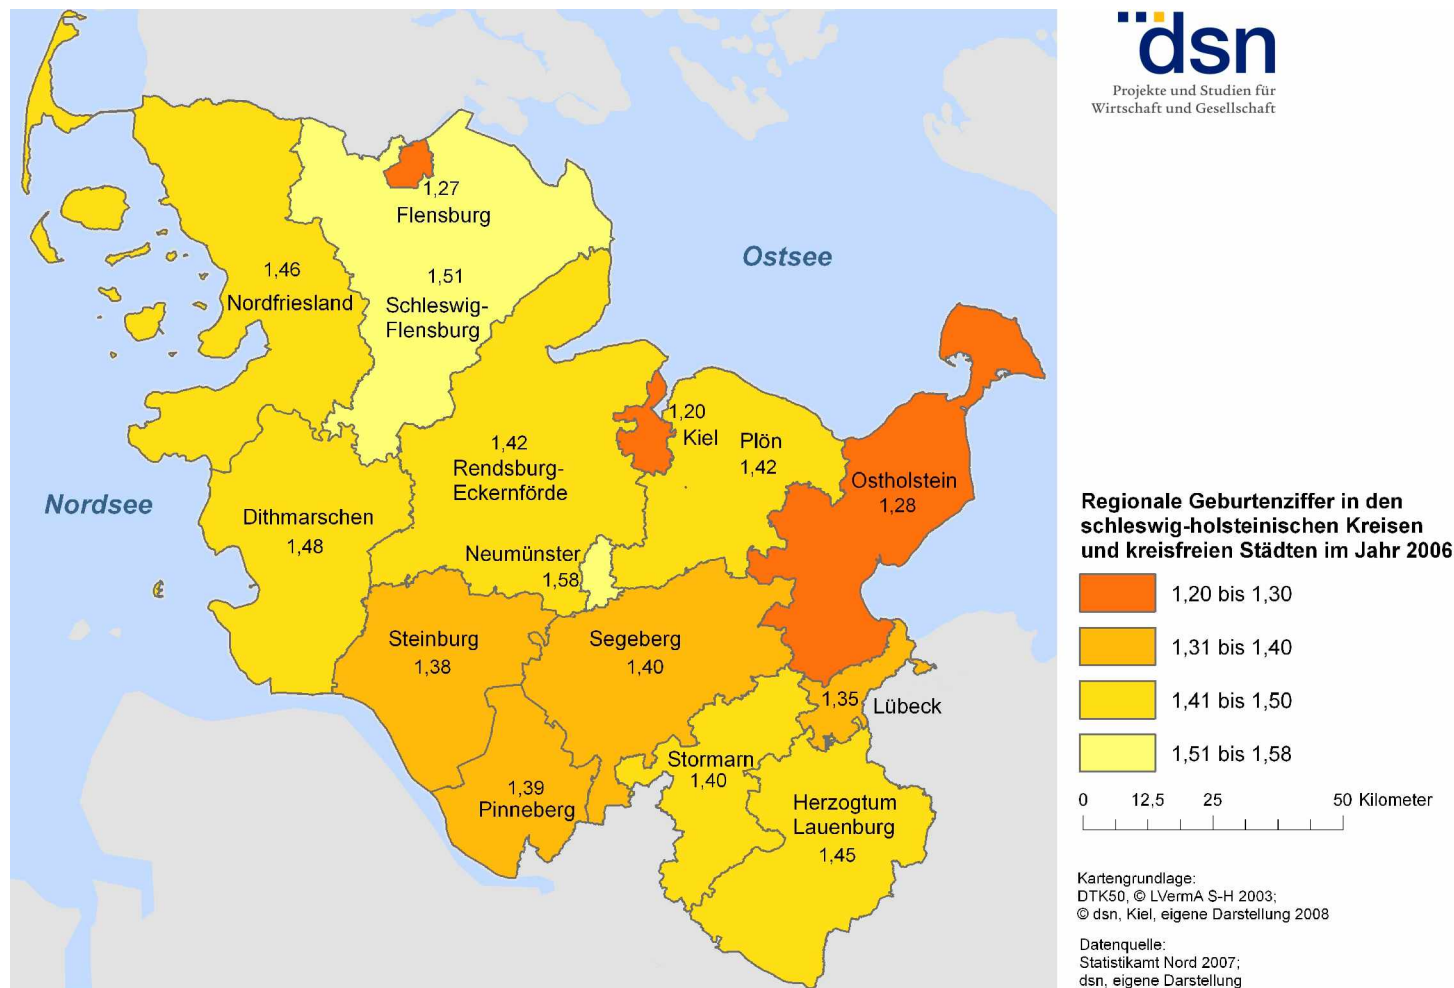 dsn
Projekte und Studien für
Wirtschaft und Gesellschaft
1,27
Flensburg
Ostsee
1,46
Nordfriesland
1,51
Schleswig-
Flensburg
1,20
Kiel
1,42
Rendsburg-
Eckernförde
Plön
1,42
Ostholstein
1,28
Nordsee
Dithmarschen
1,48
Neumünster
1,58
Steinburg
1,38
Segeberg
1,40
1,35
Lübeck
Stormarn
1,40
1,39
Pinneberg
Herzogtum
Lauenburg
1,45
Regionale Geburtenziffer in den
schleswig-holsteinischen Kreisen
und kreisfreien Städten im Jahr 2006
1,20 bis 1,30
1,31 bis 1,40
1,41 bis 1,50
1,51 bis 1,58
0 12,5 25 50 Kilometer
Kartengrundlage:
DTK50, © LVermA S-H 2003;
© dsn, Kiel, eigene Darstellung 2008
Datenquelle:
Statistikamt Nord 2007;
dsn, eigene Darstellung